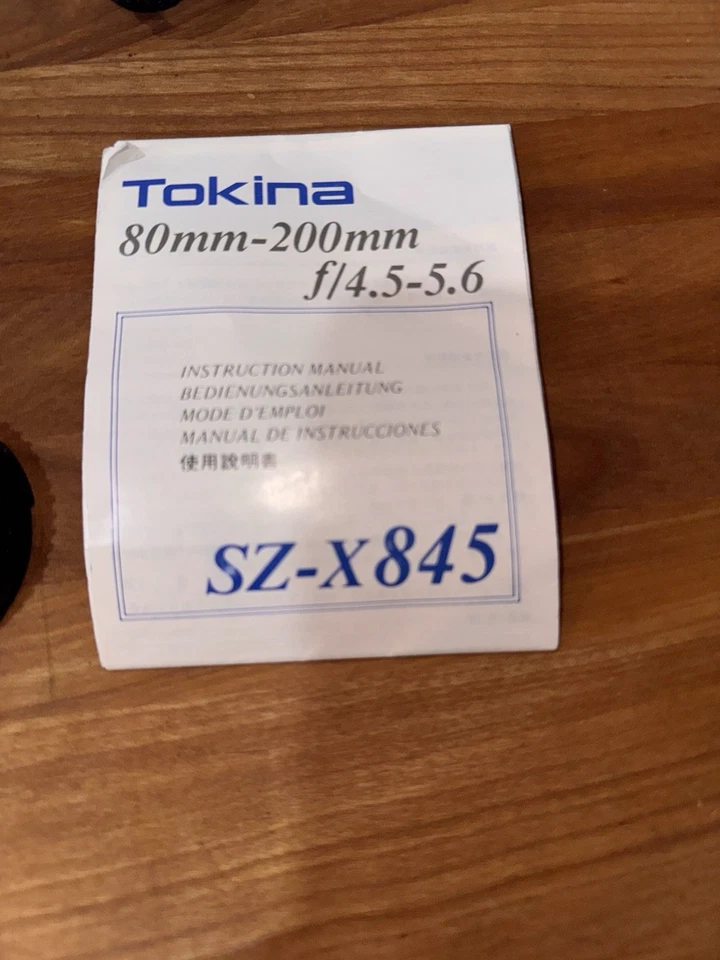 Tokina
80mm-200mm
f/4.5-5.6
INSTRUCTION MANUAL
BEDIENUNGSANLEITUNG
MODE D'EMPLOI
MANUAL DE INSTRUCCIONES
使用說明書
SZ-X845